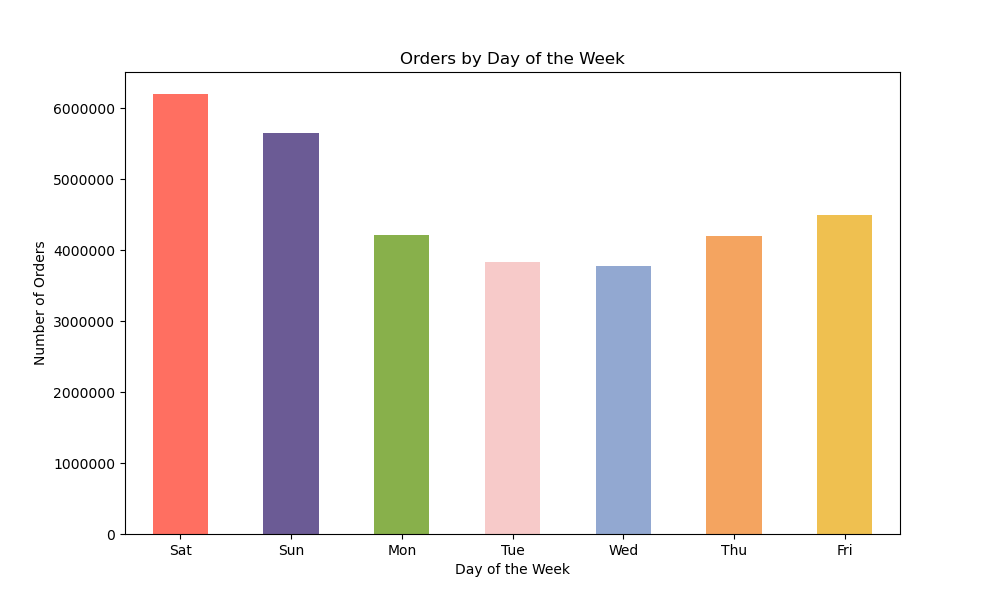 Orders by Day of the Week
Number of Orders
6000000
5000000
4000000
3000000
2000000
1000000
0
Sat Sun Mon Tue Wed Thu Fri
Day of the Week